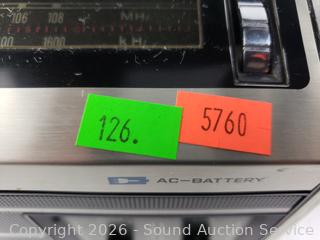 106 108 MHz
1600 kHz
126.
5760
AC-BATTERY
Copyright 2026 - Sound Auction Service